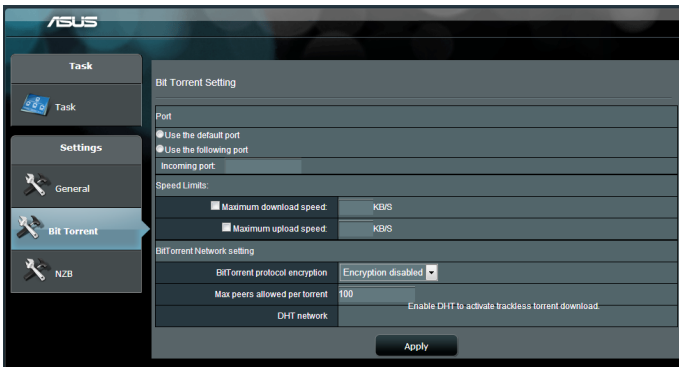 ASUS
Task
Task
Settings
General
Bit Torrent
NZB
Bit Torrent Setting
Port
Use the default port
Use the following port
Incoming port:
Speed Limits:
Maximum download speed: KB/S
Maximum upload speed: KB/S
BitTorrent Network setting
BitTorrent protocol encryption Encryption disabled
Max peers allowed per torrent 100
DHT network Enable DHT to activate trackless torrent download.
Apply